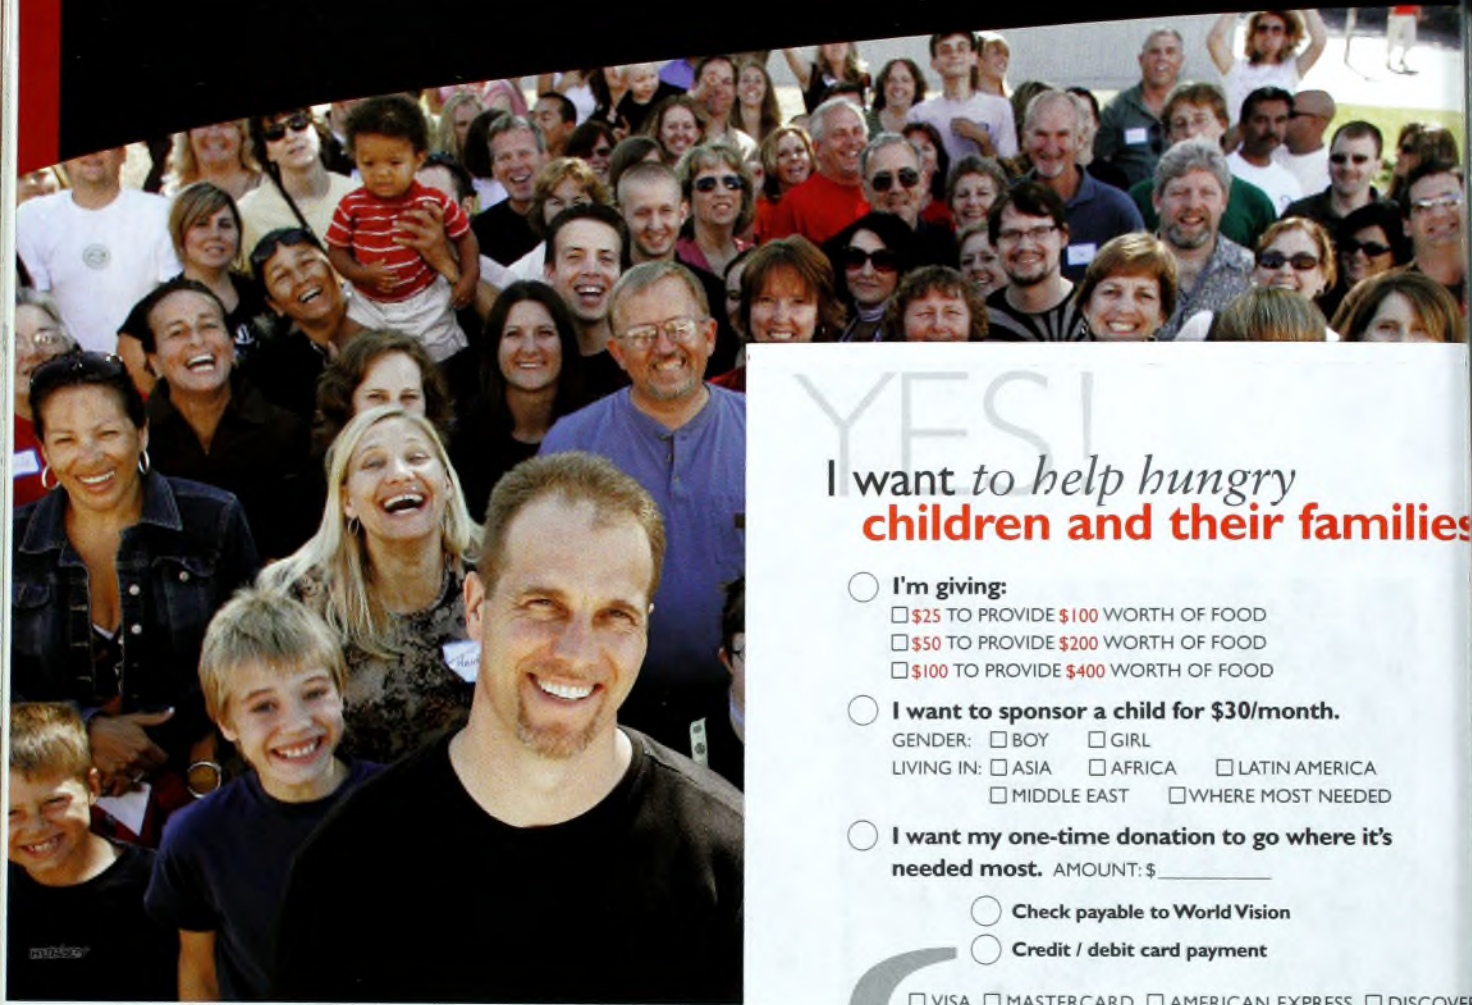 YES!
I want to help hungry
children and their families
I'm giving:
$25 TO PROVIDE $100 WORTH OF FOOD
$50 TO PROVIDE $200 WORTH OF FOOD
$100 TO PROVIDE $400 WORTH OF FOOD
I want to sponsor a child for $30/month.
GENDER: BOY GIRL
LIVING IN: ASIA AFRICA LATIN AMERICA
MIDDLE EAST WHERE MOST NEEDED
I want my one-time donation to go where it's
needed most. AMOUNT: $__________
Check payable to World Vision
Credit / debit card payment
VISA MASTERCARD AMERICAN EXPRESS DISCOVE